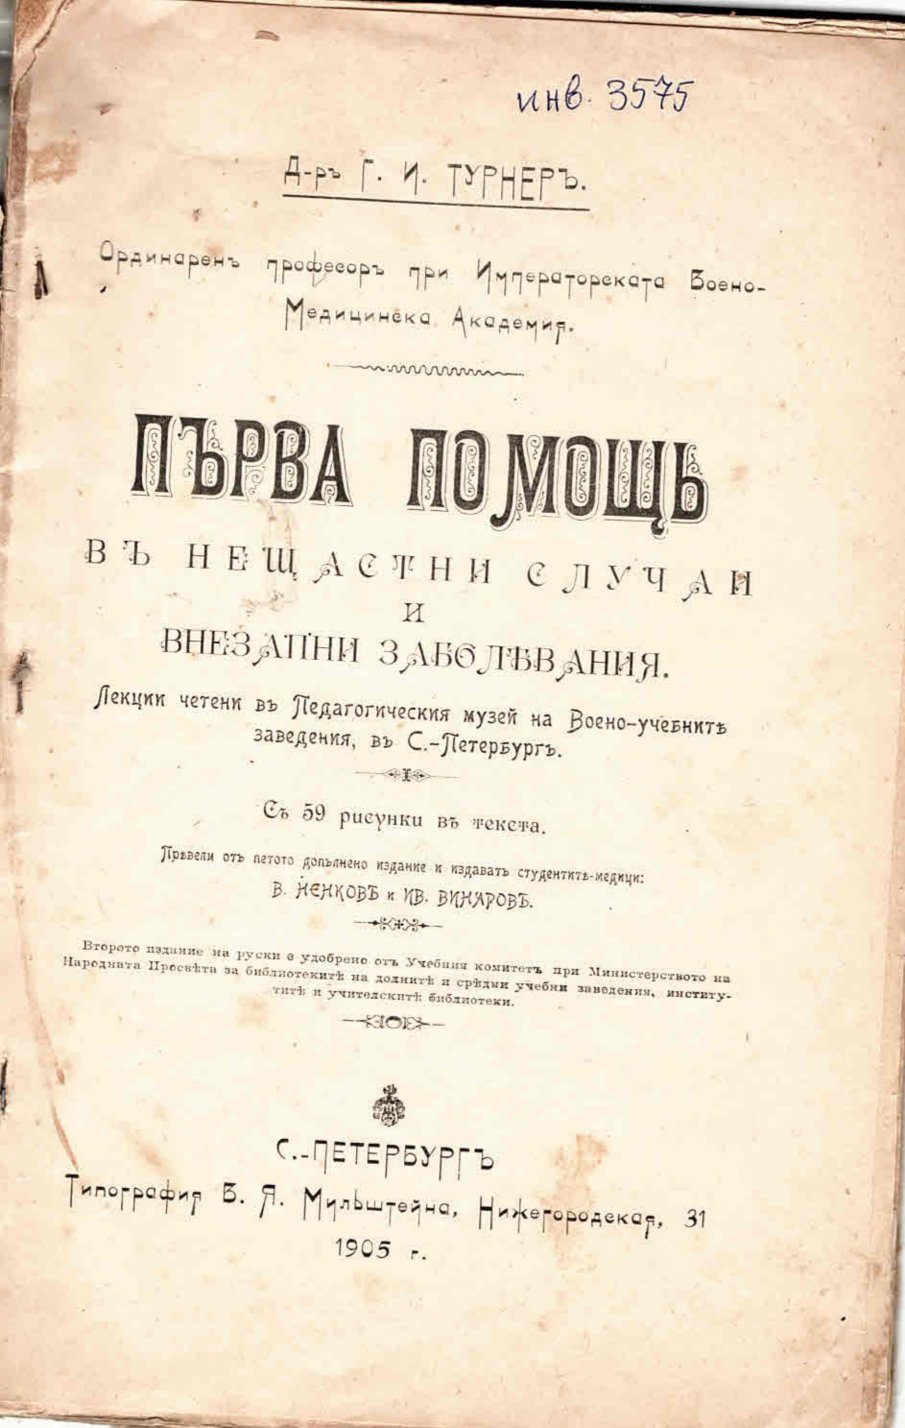 инв. 3575
Д-ръ Г. И. ТУРНЕРЪ.
Ординаренъ професоръ при Императорската Воено-
Медицинска Академия.
ПЪРВА ПОМОЩЬ
ВЪ НЕЩАСТНИ СЛУЧАИ
И
ВНЕЗАПНИ ЗАБОЛѢВАНИЯ.
Лекции четени въ Педагогическия музей на Военo-учебнитѣ
заведения, въ С.-Петербургъ.
Съ 59 рисунки въ текста.
Прѣвели отъ петото допълнено издание и издаватъ студентитѣ-медици:
В. НЕНКОВЪ и ИВ. ВИНАРОВЪ.
Второто издание на руски е удобрено отъ Учебния комитетъ при Министерството на
Народната Просвѣта за библиотекитѣ на долнитѣ и срѣдни учебни заведения, институ-
титѣ и учителскитѣ библиотеки.
С.-ПЕТЕРБУРГЪ
Типография Б. Я. Мильштейна, Нижегородская, 31
1905 г.